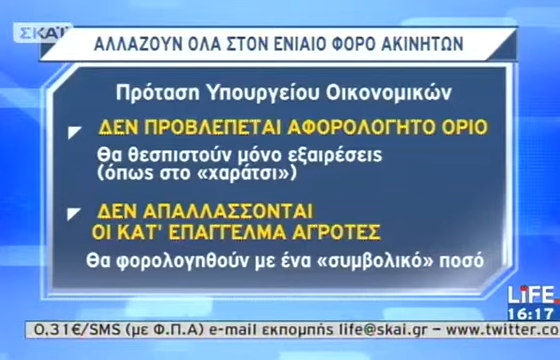 ΣΚΑΪ
ΑΛΛΑΖΟΥΝ ΟΛΑ ΣΤΟΝ ΕΝΙΑΙΟ ΦΟΡΟ ΑΚΙΝΗΤΩΝ
Πρόταση Υπουργείου Οικονομικών
ΔΕΝ ΠΡΟΒΛΕΠΕΤΑΙ ΑΦΟΡΟΛΟΓΗΤΟ ΟΡΙΟ
Θα θεσπιστούν μόνο εξαιρέσεις
(όπως στο «χαράτσι»)
ΔΕΝ ΑΠΑΛΛΑΣΣΟΝΤΑΙ
ΟΙ ΚΑΤ' ΕΠΑΓΓΕΛΜΑ ΑΓΡΟΤΕΣ
Θα φορολογηθούν με ένα «συμβολικό» ποσό
LiFE
16:17
0,31€/SMS (με Φ.Π.Α) e-mail εκπομπής life@skai.gr - www.twitter.co